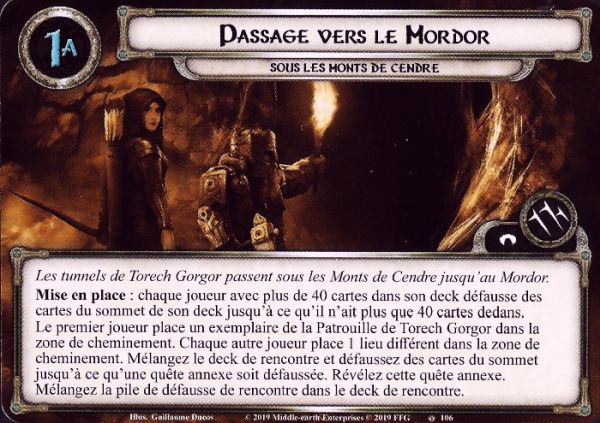 1A
PASSAGE VERS LE MORDOR
SOUS LES MONTS DE CENDRE
Les tunnels de Torech Gorgor passent sous les Monts de Cendre jusqu'au Mordor.
Mise en place : chaque joueur avec plus de 40 cartes dans son deck défausse des
cartes du sommet de son deck jusqu'à ce qu'il n'ait plus que 40 cartes dedans.
Le premier joueur place un exemplaire de la Patrouille de Torech Gorgor dans la
zone de cheminement. Chaque autre joueur place 1 lieu différent dans la zone de
cheminement. Mélangez le deck de rencontre et défaussez des cartes du sommet
jusqu'à ce qu'une quête annexe soit défaussée. Révélez cette quête annexe.
Mélangez la pile de défausse de rencontre dans le deck de rencontre.
Illus. Guillaume Ducos © 2019 Middle-earth Enterprises © 2019 FFG 106